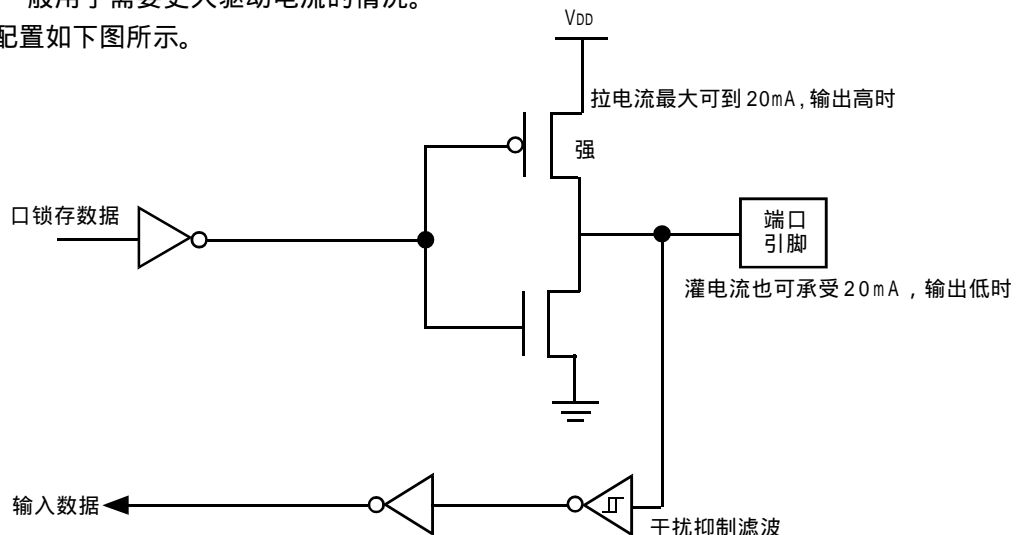 一般用于需要更大驱动电流的情况。
配置如下图所示。
VDD
拉电流最大可到20mA,输出高时
强
口锁存数据
端口
引脚
灌电流也可承受20mA，输出低时
输入数据
干扰抑制滤波